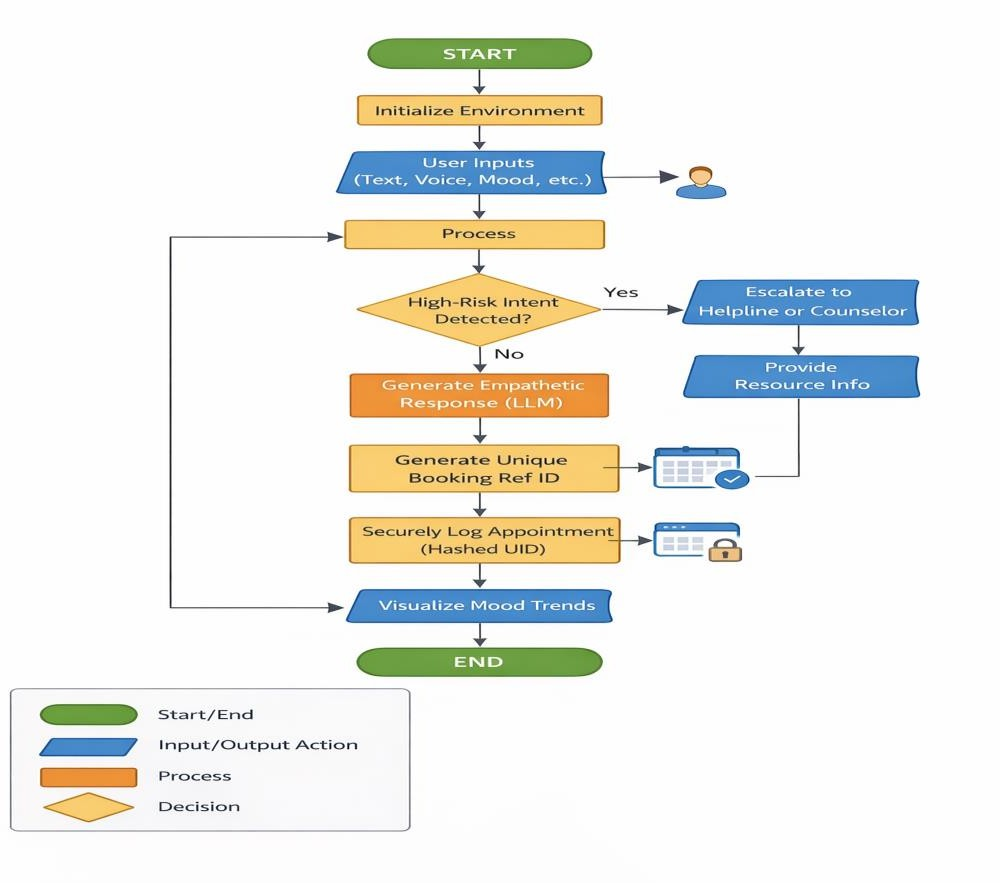 START
Initialize Environment
User Inputs
(Text, Voice, Mood, etc.)
Process
High-Risk Intent
Detected?
Yes
Escalate to
Helpline or Counselor
No
Provide
Resource Info
Generate Empathetic
Response (LLM)
Generate Unique
Booking Ref ID
Securely Log Appointment
(Hashed UID)
Visualize Mood Trends
END
Start/End
Input/Output Action
Process
Decision